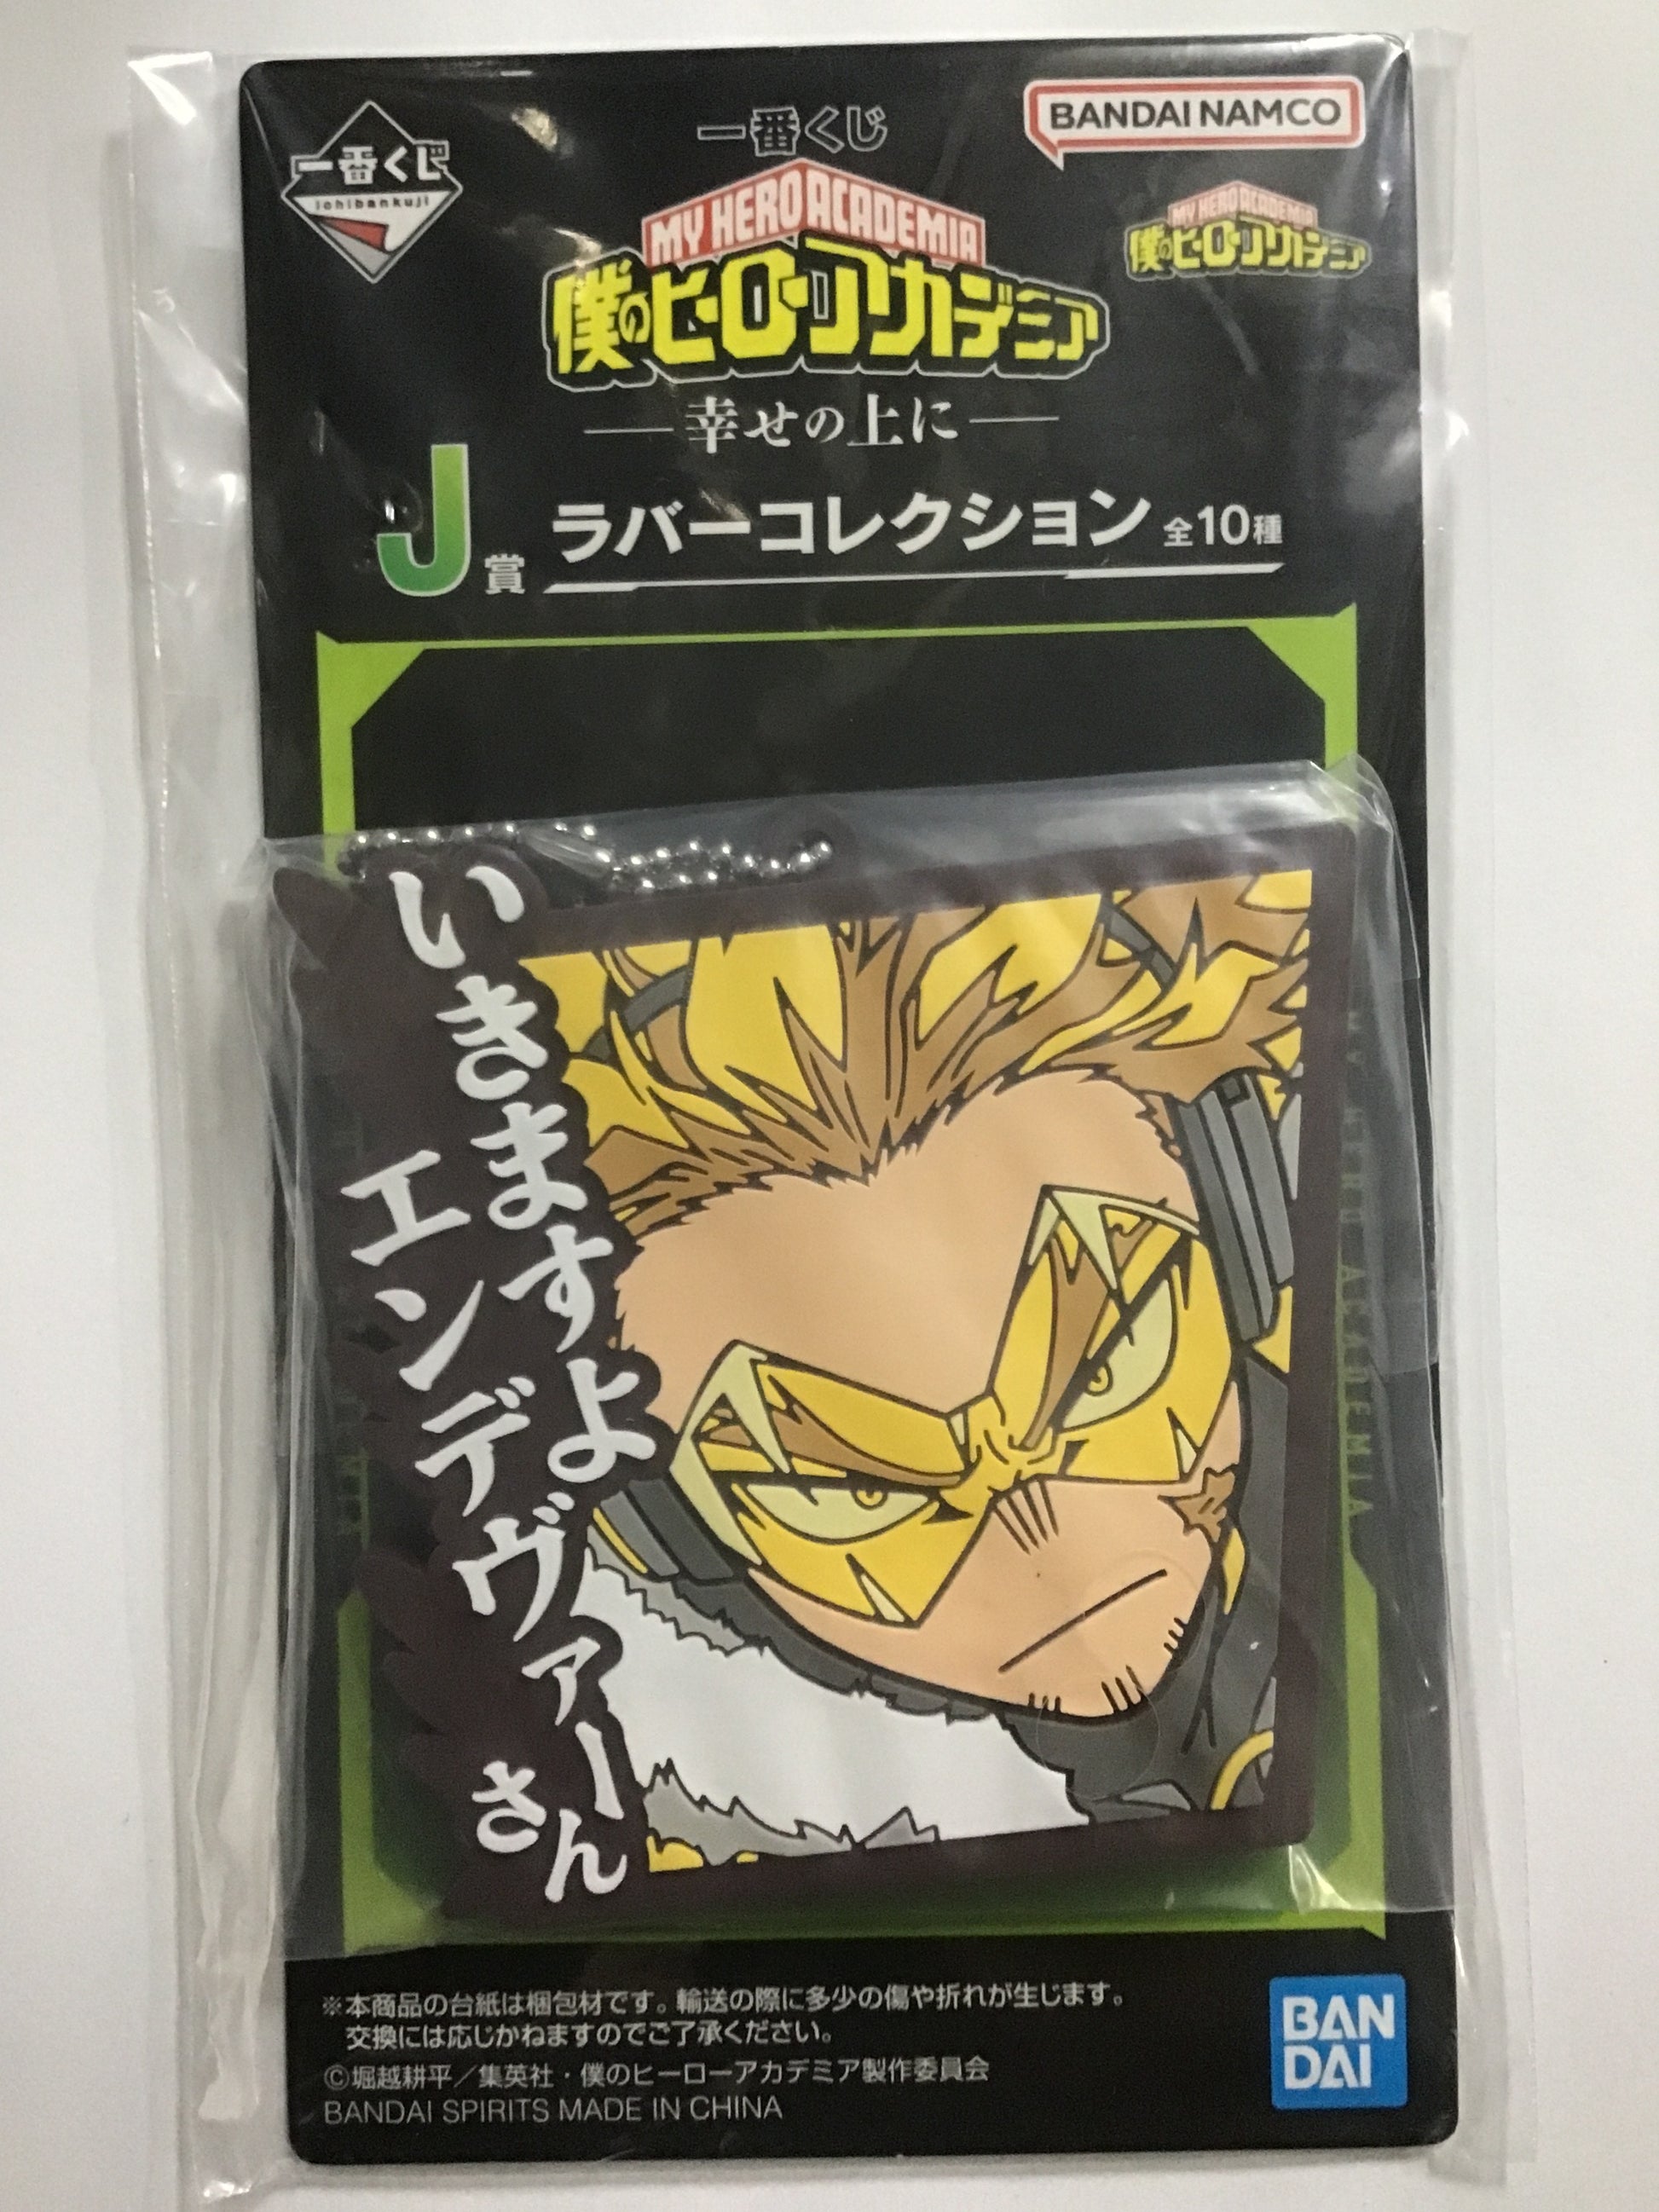 一番くじ
ichibankuji
一番くじ
BANDAI NAMCO
MY HERO ACADEMIA
僕のヒーローアカデミア
MY HERO ACADEMIA
僕のヒーローアカデミア
幸せの上に
J賞 ラバーコレクション 全10種
いきますよ
エンデヴァーさん
MY HERO ACADEMIA
※本商品の台紙は梱包材です。輸送の際に多少の傷や折れが生じます。
交換には応じかねますのでご了承ください。
©堀越耕平／集英社・僕のヒーローアカデミア製作委員会
BANDAI SPIRITS MADE IN CHINA
BAN
DAI